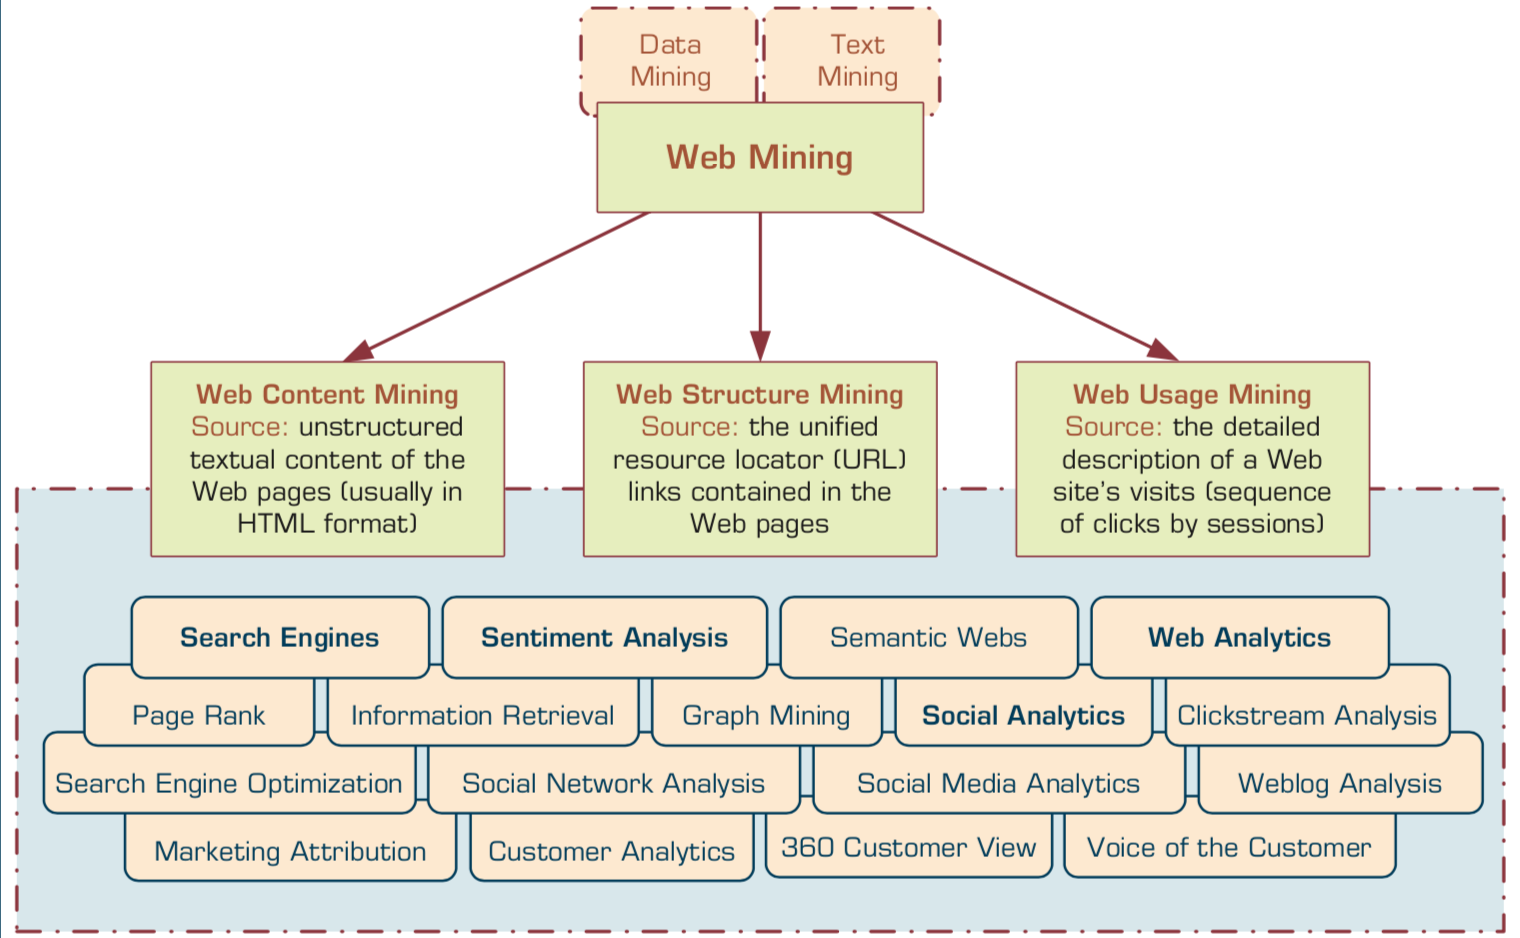 Data
Mining
Text
Mining
Web Mining
Web Content Mining
Source: unstructured
textual content of the
Web pages (usually in
HTML format)
Web Structure Mining
Source: the unified
resource locator (URL)
links contained in the
Web pages
Web Usage Mining
Source: the detailed
description of a Web
site's visits (sequence
of clicks by sessions)
Search Engines
Sentiment Analysis
Semantic Webs
Web Analytics
Page Rank
Information Retrieval
Graph Mining
Social Analytics
Clickstream Analysis
Search Engine Optimization
Social Network Analysis
Social Media Analytics
Weblog Analysis
Marketing Attribution
Customer Analytics
360 Customer View
Voice of the Customer